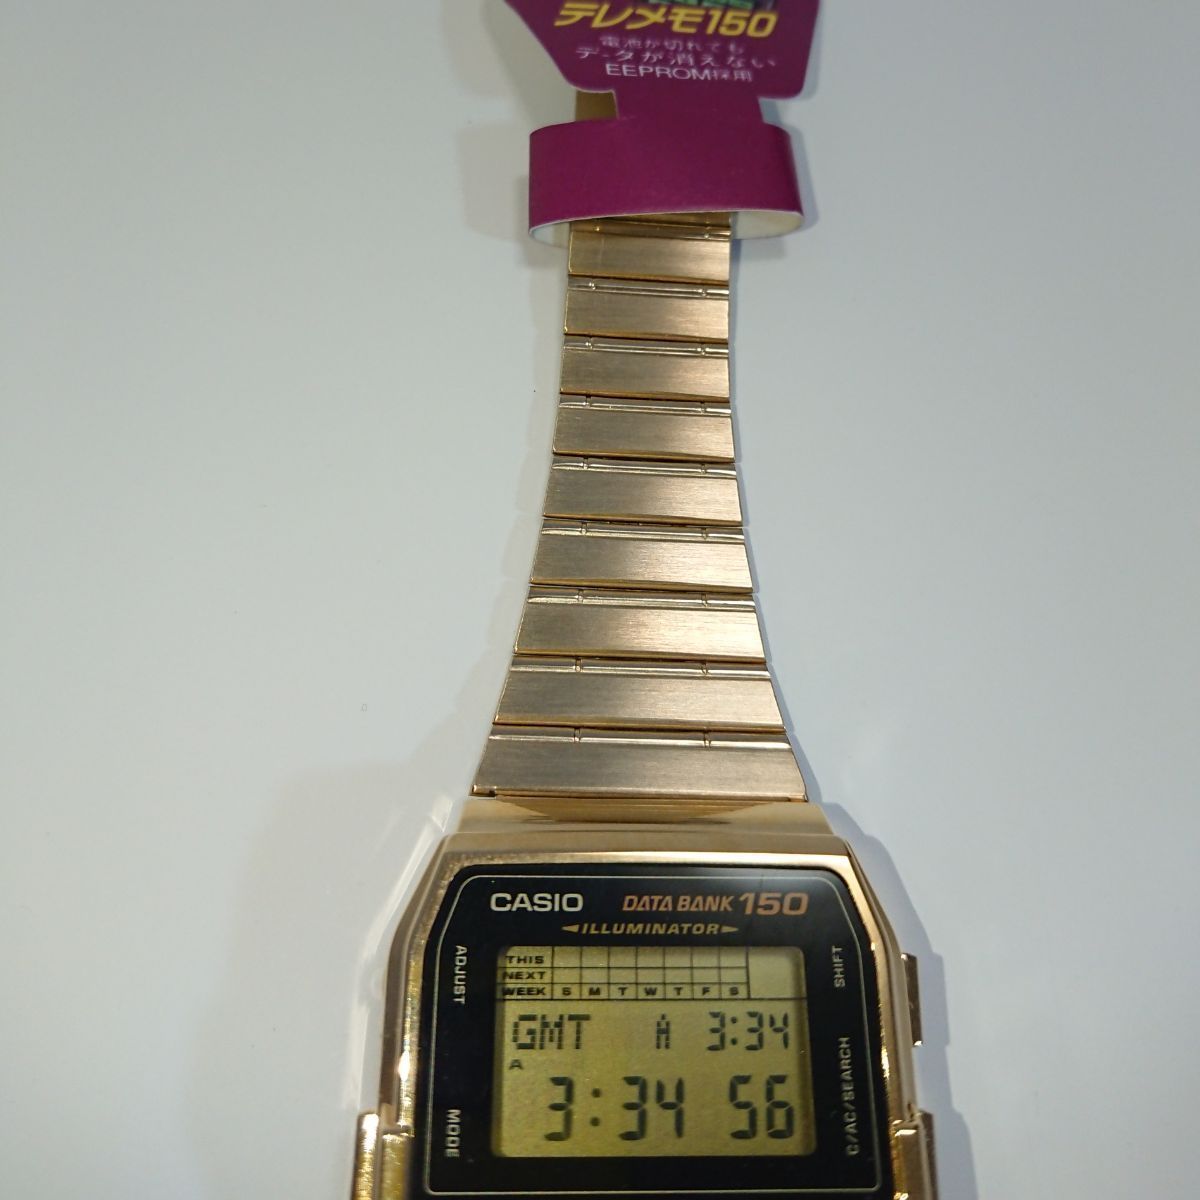 テレメモ150
電池が切れても
データが消えない
EEPROM採用
CASIO DATA BANK 150
ILLUMINATOR
ADJUST
SHIFT
THIS
NEXT
WEEK S M T W T F S
GMT A 3:34
A
3:34 56
MODE
C/AC/SEARCH